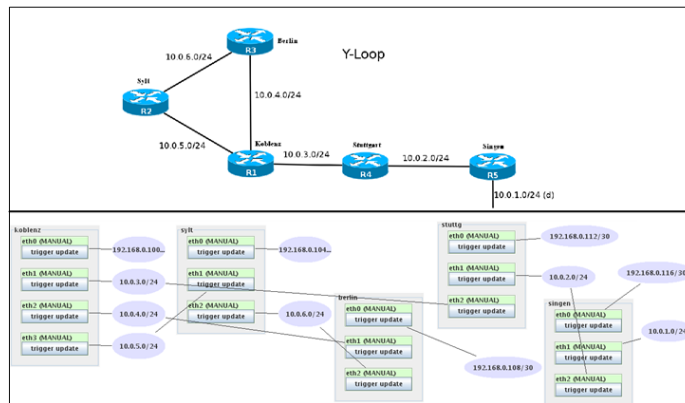 Berlin
R3
Y-Loop
10.0.6/24
Sylt
R2
10.0.4.0/24
10.0.5.0/24
Koblenz
R1
10.0.3.0/24
Stuttgart
R4
10.0.2.0/24
Singen
R5
10.0.1.0/24 (d)
koblenz
eth0 (MANUAL)
trigger update
192.168.0.100...
eth1 (MANUAL)
trigger update
10.0.3.0/24
eth2 (MANUAL)
trigger update
10.0.4.0/24
eth3 (MANUAL)
trigger update
10.0.5.0/24
sylt
eth0 (MANUAL)
trigger update
192.168.0.104...
eth1 (MANUAL)
trigger update
eth2 (MANUAL)
trigger update
10.0.6.0/24
berlin
eth0 (MANUAL)
trigger update
192.168.0.108/30
eth1 (MANUAL)
trigger update
eth2 (MANUAL)
trigger update
stuttg
eth0 (MANUAL)
trigger update
192.168.0.112/30
eth1 (MANUAL)
trigger update
10.0.2.0/24
eth2 (MANUAL)
trigger update
singen
eth0 (MANUAL)
trigger update
192.168.0.116/30
eth1 (MANUAL)
trigger update
10.0.1.0/24
eth2 (MANUAL)
trigger update